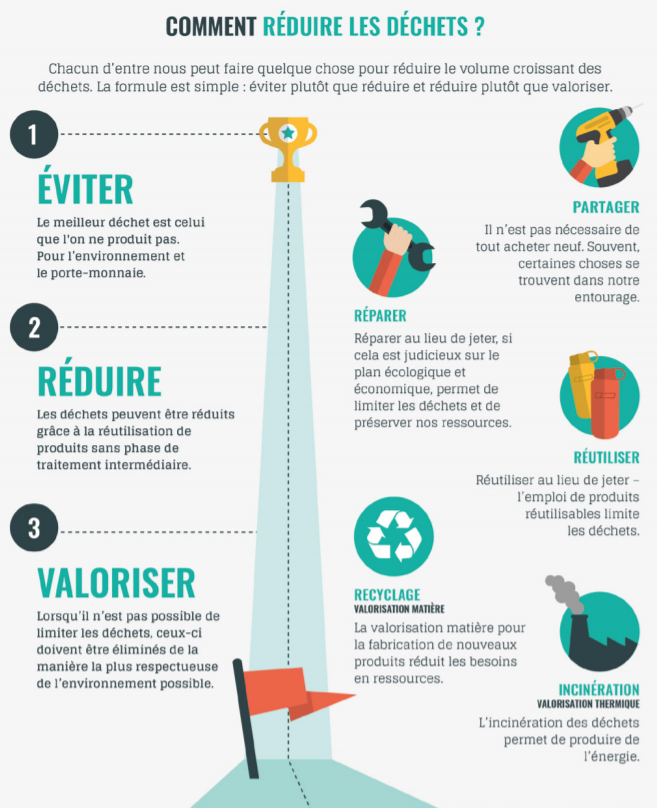 COMMENT RÉDUIRE LES DÉCHETS ?
Chacun d'entre nous peut faire quelque chose pour réduire le volume croissant des
déchets. La formule est simple : éviter plutôt que réduire et réduire plutôt que valoriser.
1
ÉVITER
Le meilleur déchet est celui
que l'on ne produit pas.
Pour l'environnement et
le porte-monnaie.
PARTAGER
Il n'est pas nécessaire de
tout acheter neuf. Souvent,
certaines choses se
trouvent dans notre
entourage.
RÉPARER
Réparer au lieu de jeter, si
cela est judicieux sur le
plan écologique et
économique, permet de
limiter les déchets et de
préserver nos ressources.
2
RÉDUIRE
Les déchets peuvent être réduits
grâce à la réutilisation de
produits sans phase de
traitement intermédiaire.
RÉUTILISER
Réutiliser au lieu de jeter –
l'emploi de produits
réutilisables limite
les déchets.
3
VALORISER
Lorsqu'il n'est pas possible de
limiter les déchets, ceux-ci
doivent être éliminés de la
manière la plus respectueuse
de l'environnement possible.
RECYCLAGE
VALORISATION MATIÈRE
La valorisation matière pour
la fabrication de nouveaux
produits réduit les besoins
en ressources.
INCINÉRATION
VALORISATION THERMIQUE
L'incinération des déchets
permet de produire de
l'énergie.